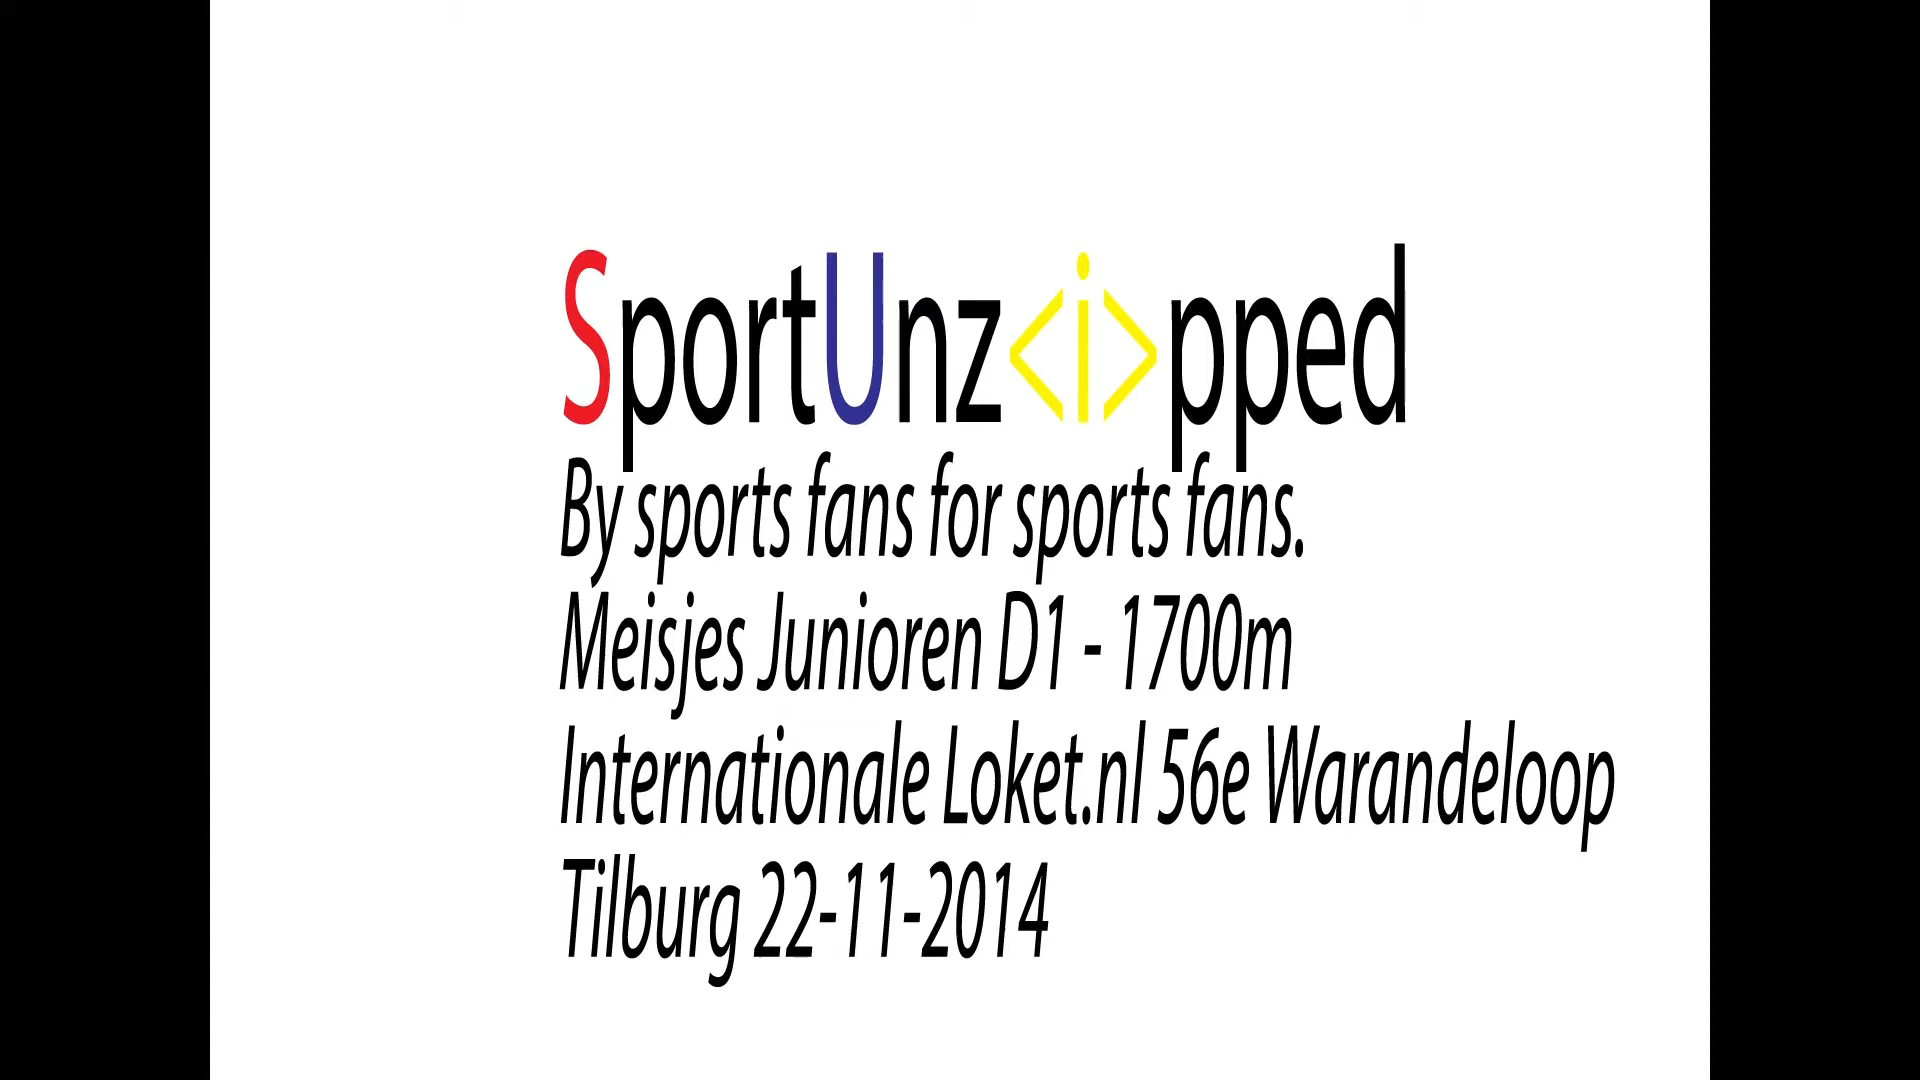 SportUnz<i>pped
By sports fans for sports fans.
Meisjes Junioren D1 - 1700m
Internationale Loket.nl 56e Warandeloop
Tilburg 22-11-2014